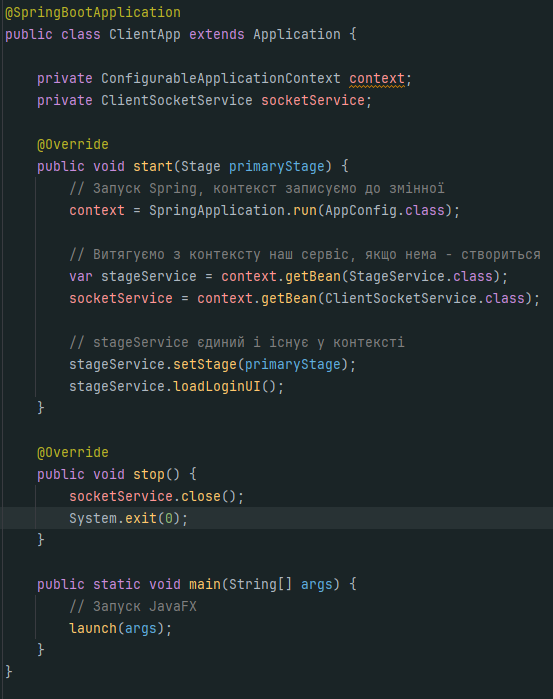 @SpringBootApplication
public class ClientApp extends Application {
private ConfigurableApplicationContext context;
private ClientSocketService socketService;
@Override
public void start(Stage primaryStage) {
// Запуск Spring, контекст записуємо до змінної
context = SpringApplication.run(AppConfig.class);
// Витягуємо з контексту наш сервіс, якщо нема - створиться
var stageService = context.getBean(StageService.class);
socketService = context.getBean(ClientSocketService.class);
// stageService єдиний і існує у контексті
stageService.setStage(primaryStage);
stageService.loadLoginUI();
}
@Override
public void stop() {
socketService.close();
System.exit(0);
}
public static void main(String[] args) {
// Запуск JavaFX
launch(args);
}
}